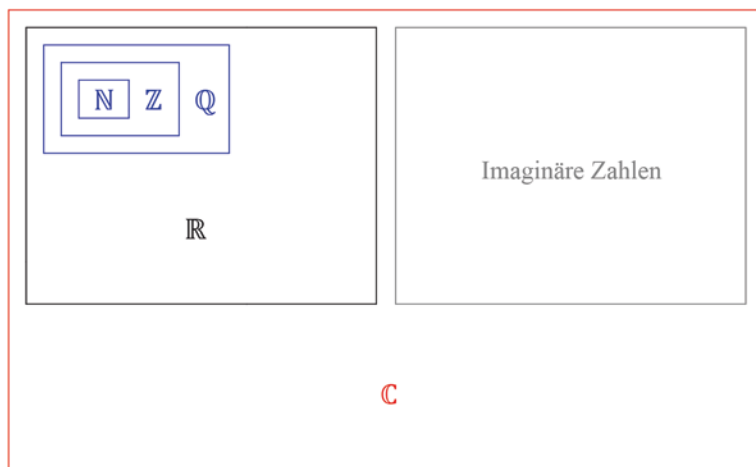 ℕ ℤ ℚ
Imaginäre Zahlen
ℝ
ℂ